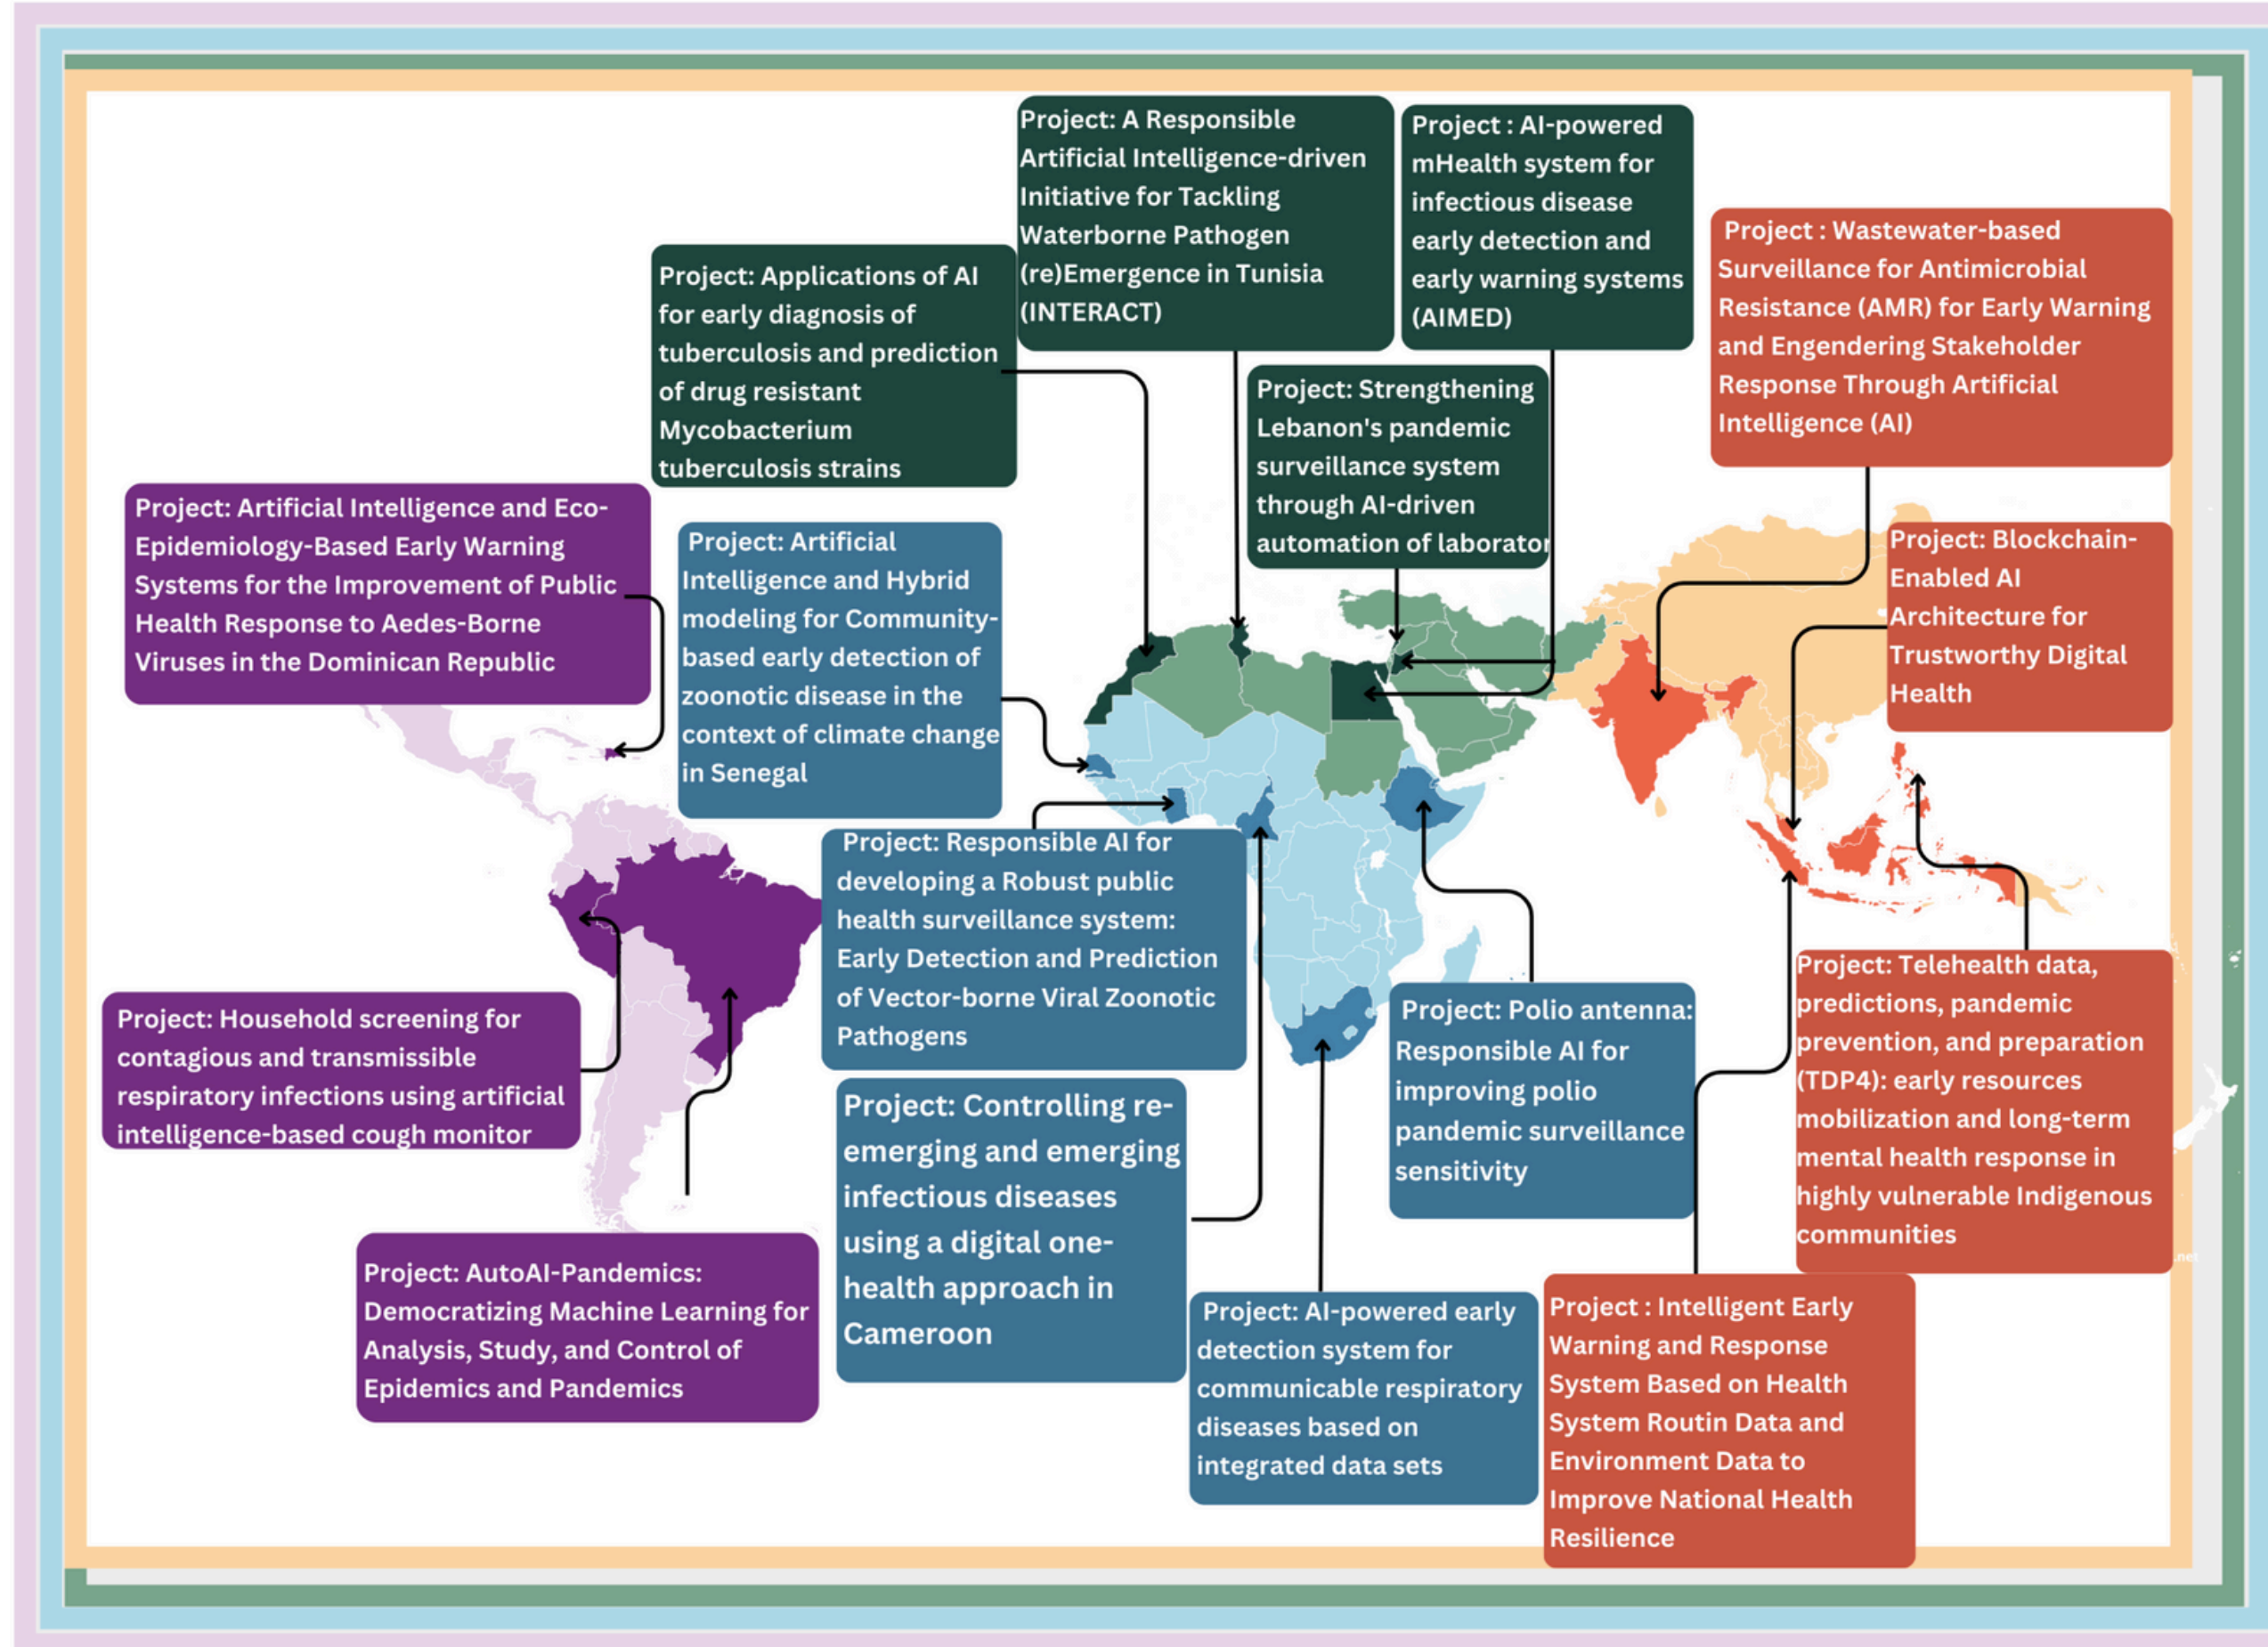 Project: A Responsible
Artificial Intelligence-driven
Initiative for Tackling
Waterborne Pathogen
(re)Emergence in Tunisia
(INTERACT)
Project : AI-powered
mHealth system for
infectious disease
early detection and
early warning systems
(AIMED)
Project : Wastewater-based
Surveillance for Antimicrobial
Resistance (AMR) for Early Warning
and Engendering Stakeholder
Response Through Artificial
Intelligence (AI)
Project: Applications of AI
for early diagnosis of
tuberculosis and prediction
of drug resistant
Mycobacterium
tuberculosis strains
Project: Strengthening
Lebanon's pandemic
surveillance system
through AI-driven
automation of laborator
Project: Artificial Intelligence and Eco-
Epidemiology-Based Early Warning
Systems for the Improvement of Public
Health Response to Aedes-Borne
Viruses in the Dominican Republic
Project: Artificial
Intelligence and Hybrid
modeling for Community-
based early detection of
zoonotic disease in the
context of climate change
in Senegal
Project: Blockchain-
Enabled AI
Architecture for
Trustworthy Digital
Health
Project: Responsible AI for
developing a Robust public
health surveillance system:
Early Detection and Prediction
of Vector-borne Viral Zoonotic
Pathogens
Project: Household screening for
contagious and transmissible
respiratory infections using artificial
intelligence-based cough monitor
Project: Polio antenna:
Responsible AI for
improving polio
pandemic surveillance
sensitivity
Project: Telehealth data,
predictions, pandemic
prevention, and preparation
(TDP4): early resources
mobilization and long-term
mental health response in
highly vulnerable Indigenous
communities
.net
Project: Controlling re-
emerging and emerging
infectious diseases
using a digital one-
health approach in
Cameroon
Project: AutoAI-Pandemics:
Democratizing Machine Learning for
Analysis, Study, and Control of
Epidemics and Pandemics
Project: AI-powered early
detection system for
communicable respiratory
diseases based on
integrated data sets
Project : Intelligent Early
Warning and Response
System Based on Health
System Routin Data and
Environment Data to
Improve National Health
Resilience